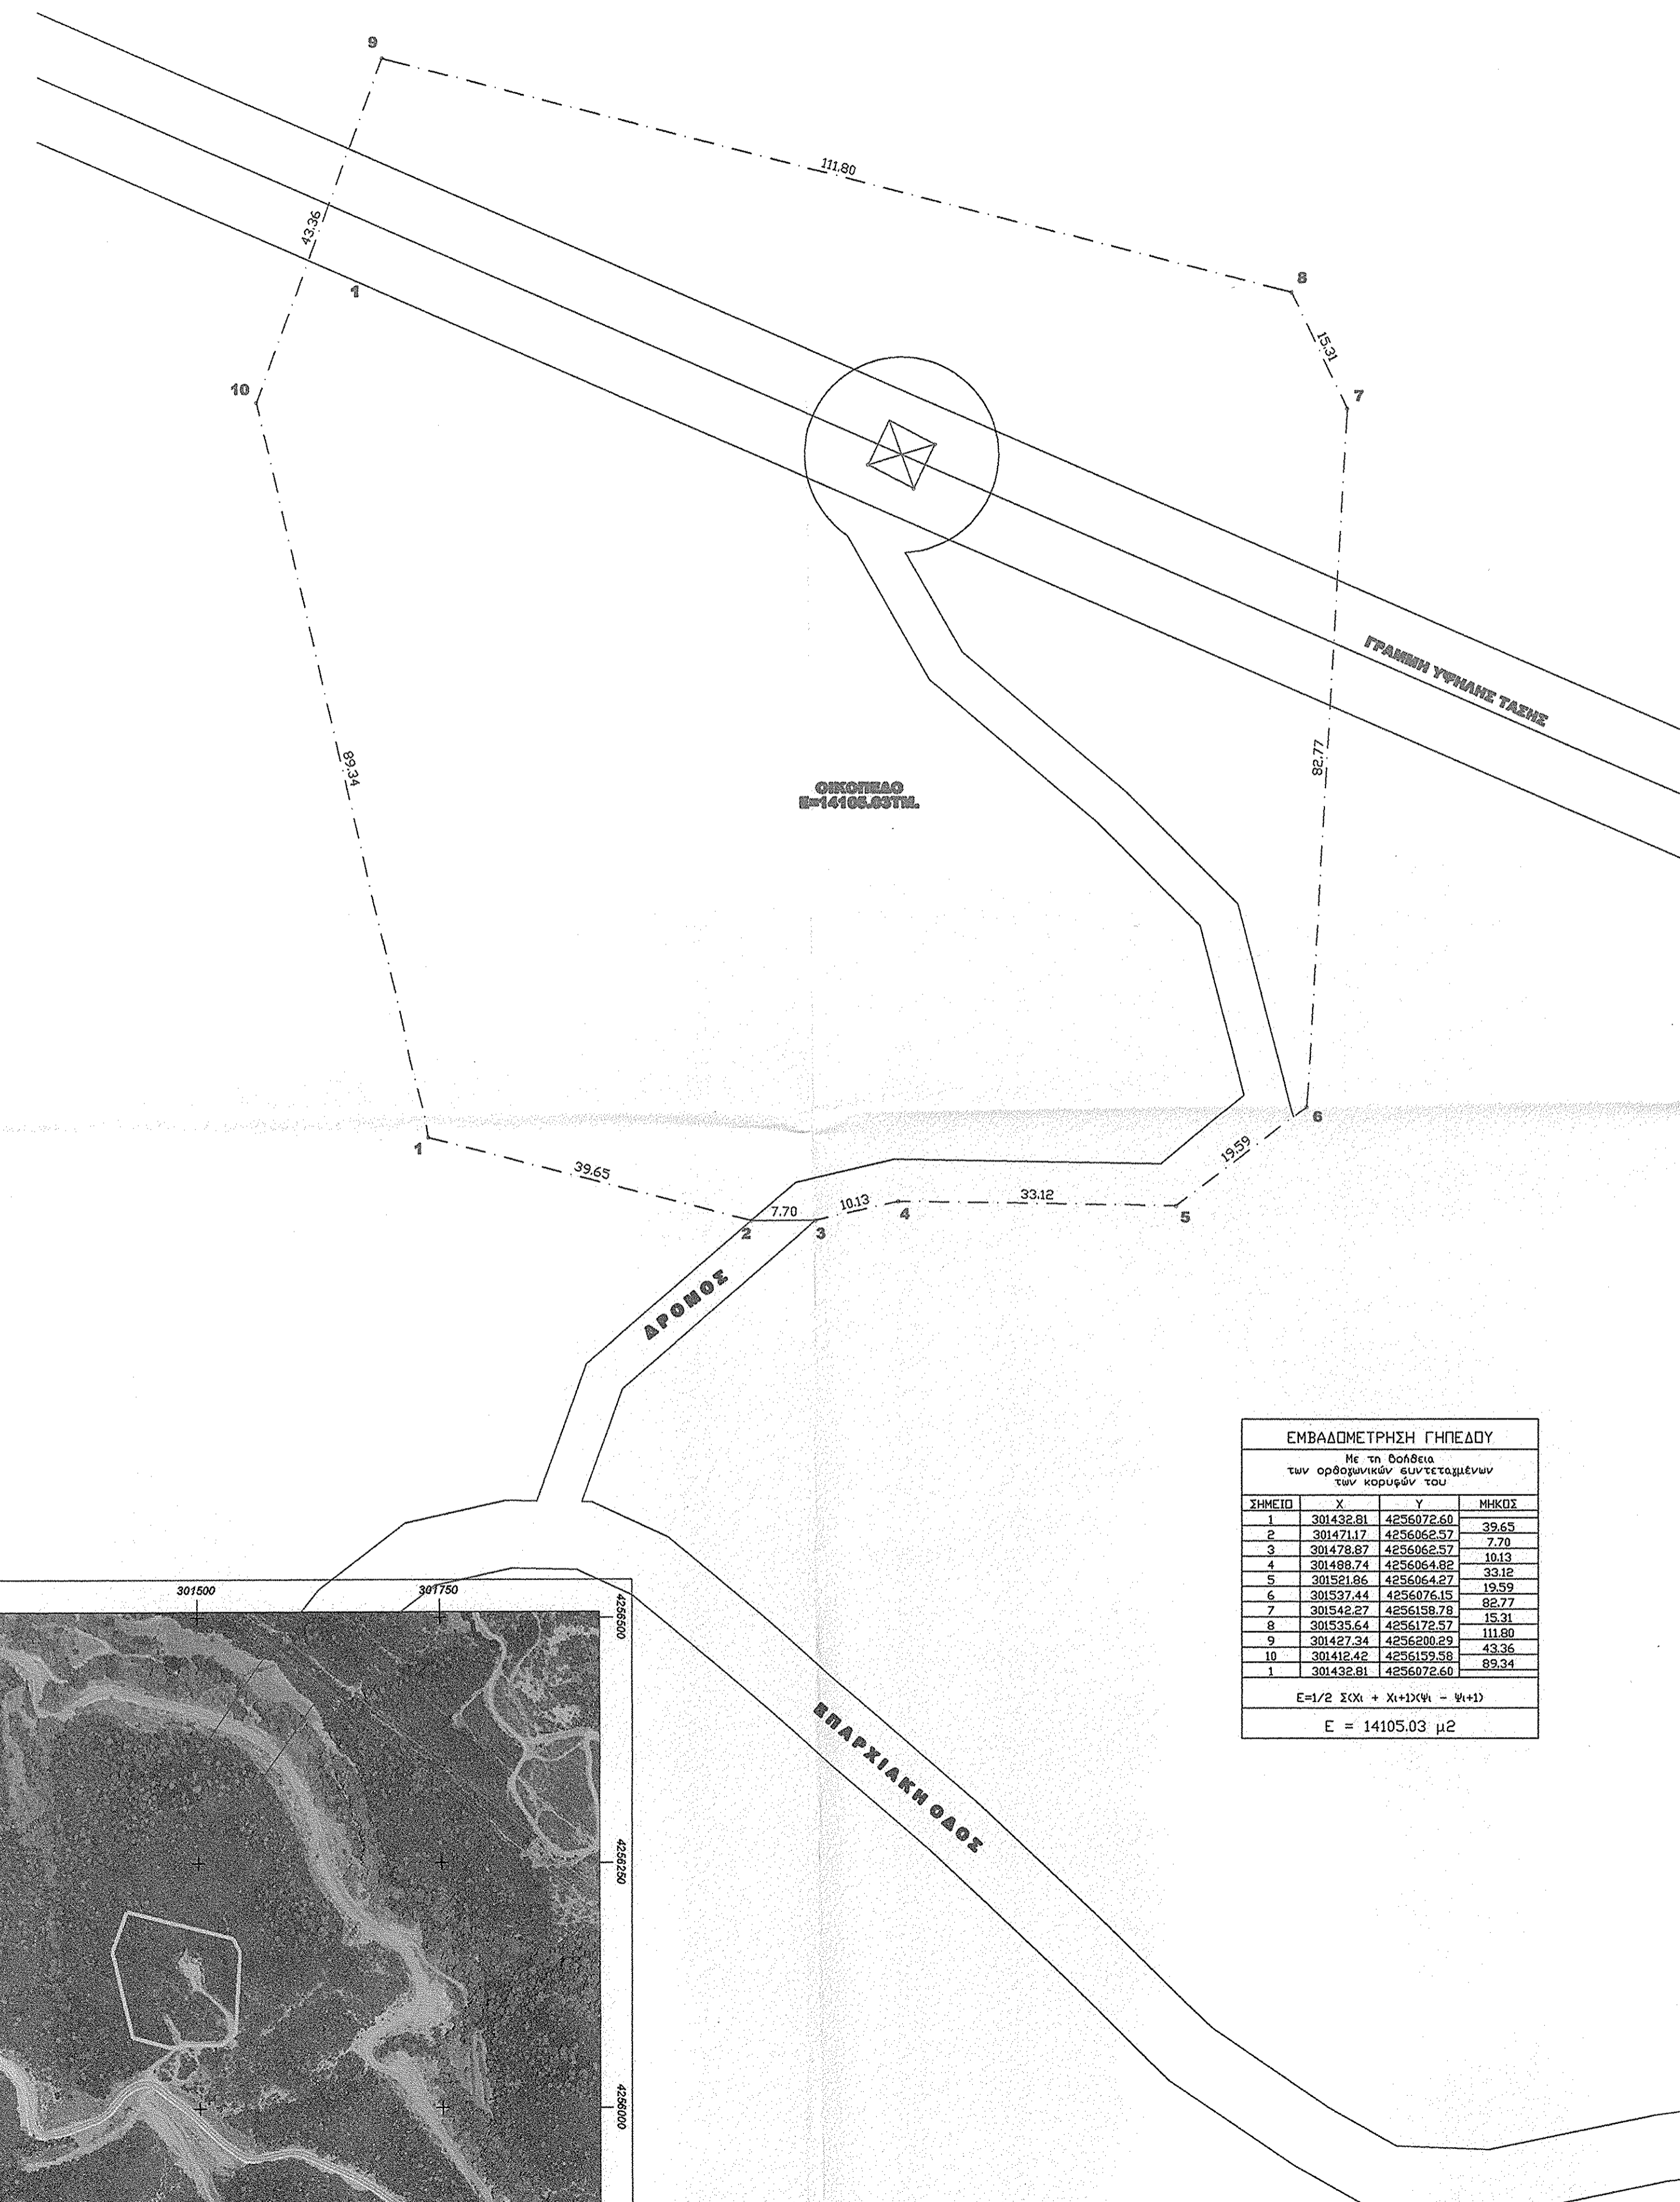 9
111.80
8
43.36
1
15.31
10
7
ΓΡΑΜΜΗ ΥΨΗΛΗΣ ΤΑΣΗΣ
89.34
82.77
ΟΙΚΟΠΕΔΟ
Ε=14105.03ΤΜ.
6
1
19.59
39.65
33.12
10.13
7.70
4
5
2
3
ΔΡΟΜΟΣ
ΕΜΒΑΔΟΜΕΤΡΗΣΗ ΓΗΠΕΔΟΥ
Με τη βοήθεια
των ορθογωνικών συντεταγμένων
των κορυφών του
ΣΗΜΕΙΟ X Y ΜΗΚΟΣ
1 301432.81 4256072.60
39.65
2 301471.17 4256062.57
7.70
3 301478.87 4256062.57
10.13
4 301488.74 4256064.82
33.12
5 301521.86 4256064.27
19.59
6 301537.44 4256076.15
82.77
7 301542.27 4256158.78
15.31
8 301535.64 4256172.57
111.80
9 301427.34 4256200.29
43.36
10 301412.42 4256159.58
89.34
1 301432.81 4256072.60
Ε=1/2 Σ(Χι + Χι+1)(Ψι - Ψι+1)
Ε = 14105.03 μ2
301500 301750
4256500
ΕΠΑΡΧΙΑΚΗ ΟΔΟΣ
4256250
4256000